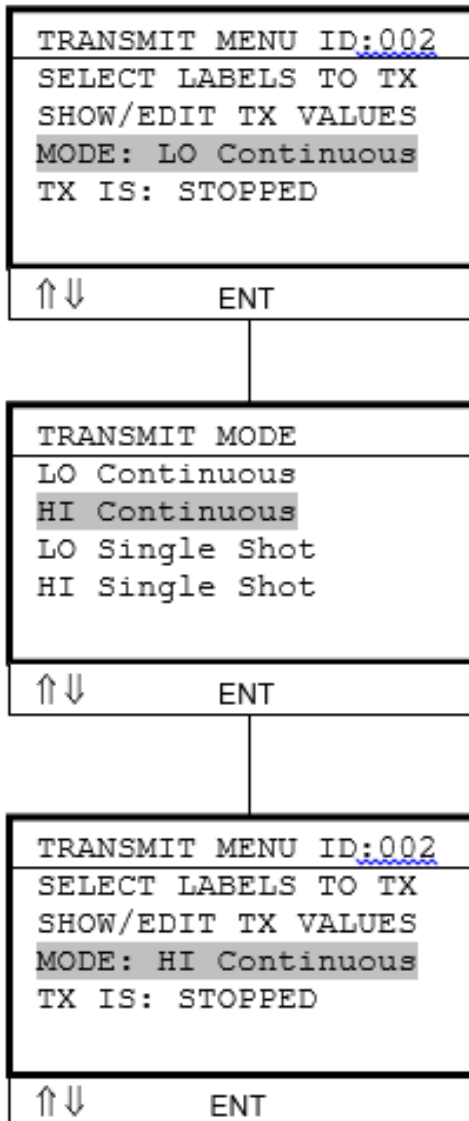 TRANSMIT MENU ID:002
SELECT LABELS TO TX
SHOW/EDIT TX VALUES
MODE: LO Continuous
TX IS: STOPPED
⇑⇓ ENT
TRANSMIT MODE
LO Continuous
HI Continuous
LO Single Shot
HI Single Shot
⇑⇓ ENT
TRANSMIT MENU ID:002
SELECT LABELS TO TX
SHOW/EDIT TX VALUES
MODE: HI Continuous
TX IS: STOPPED
⇑⇓ ENT